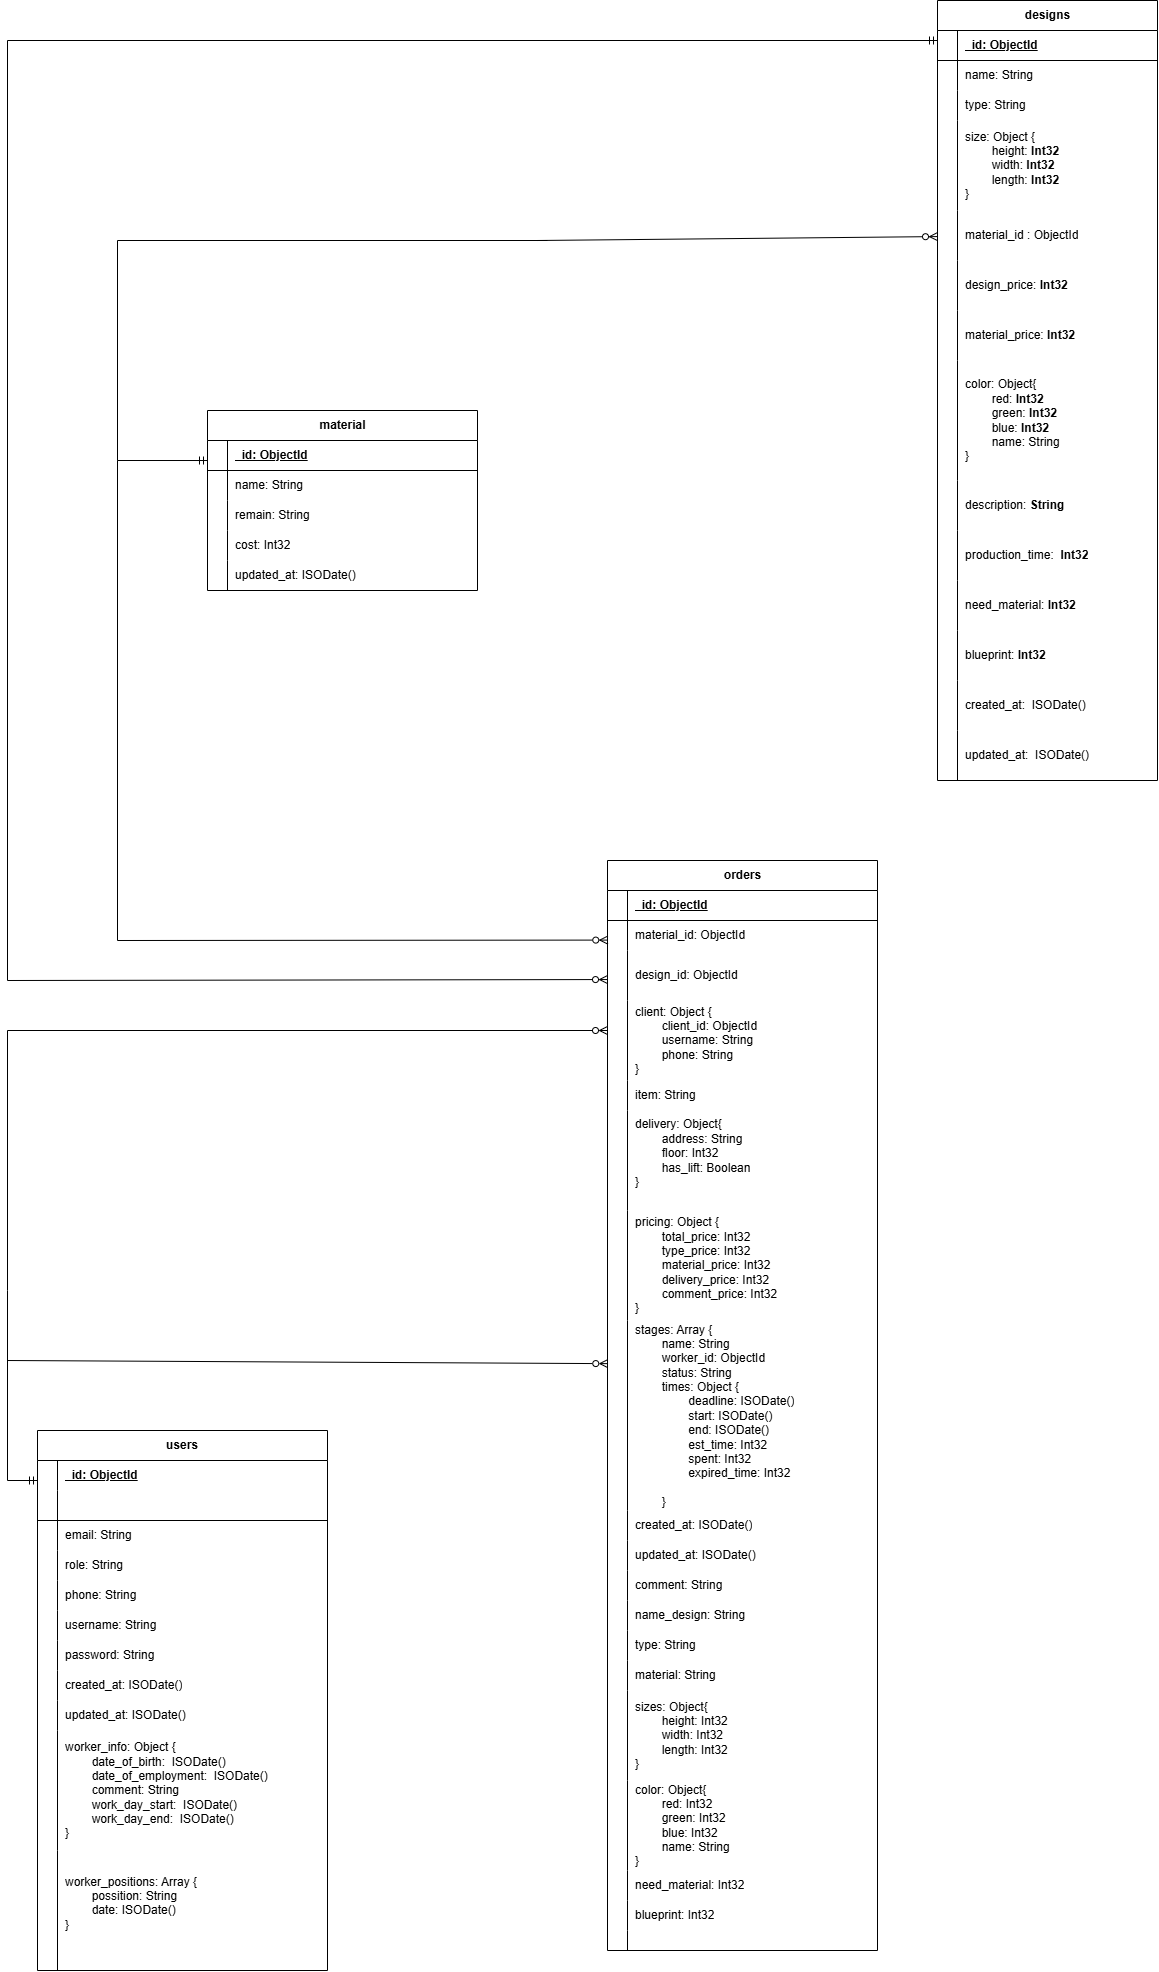 designs
_id: ObjectId
name: String
type: String
size: Object {
height: Int32
width: Int32
length: Int32
}
material_id : ObjectId
design_price: Int32
material_price: Int32
color: Object{
red: Int32
green: Int32
blue: Int32
name: String
}
description: String
production_time: Int32
need_material: Int32
blueprint: Int32
created_at: ISODate()
updated_at: ISODate()
material
_id: ObjectId
name: String
remain: String
cost: Int32
updated_at: ISODate()
orders
_id: ObjectId
material_id: ObjectId
design_id: ObjectId
client: Object {
client_id: ObjectId
username: String
phone: String
}
item: String
delivery: Object{
address: String
floor: Int32
has_lift: Boolean
}
pricing: Object {
total_price: Int32
type_price: Int32
material_price: Int32
delivery_price: Int32
comment_price: Int32
}
stages: Array {
name: String
worker_id: ObjectId
status: String
times: Object {
deadline: ISODate()
start: ISODate()
end: ISODate()
est_time: Int32
spent: Int32
expired_time: Int32
}
created_at: ISODate()
updated_at: ISODate()
comment: String
name_design: String
type: String
material: String
sizes: Object{
height: Int32
width: Int32
length: Int32
}
color: Object{
red: Int32
green: Int32
blue: Int32
name: String
}
need_material: Int32
blueprint: Int32
users
_id: ObjectId
email: String
role: String
phone: String
username: String
password: String
created_at: ISODate()
updated_at: ISODate()
worker_info: Object {
date_of_birth: ISODate()
date_of_employment: ISODate()
comment: String
work_day_start: ISODate()
work_day_end: ISODate()
}
worker_positions: Array {
possition: String
date: ISODate()
}